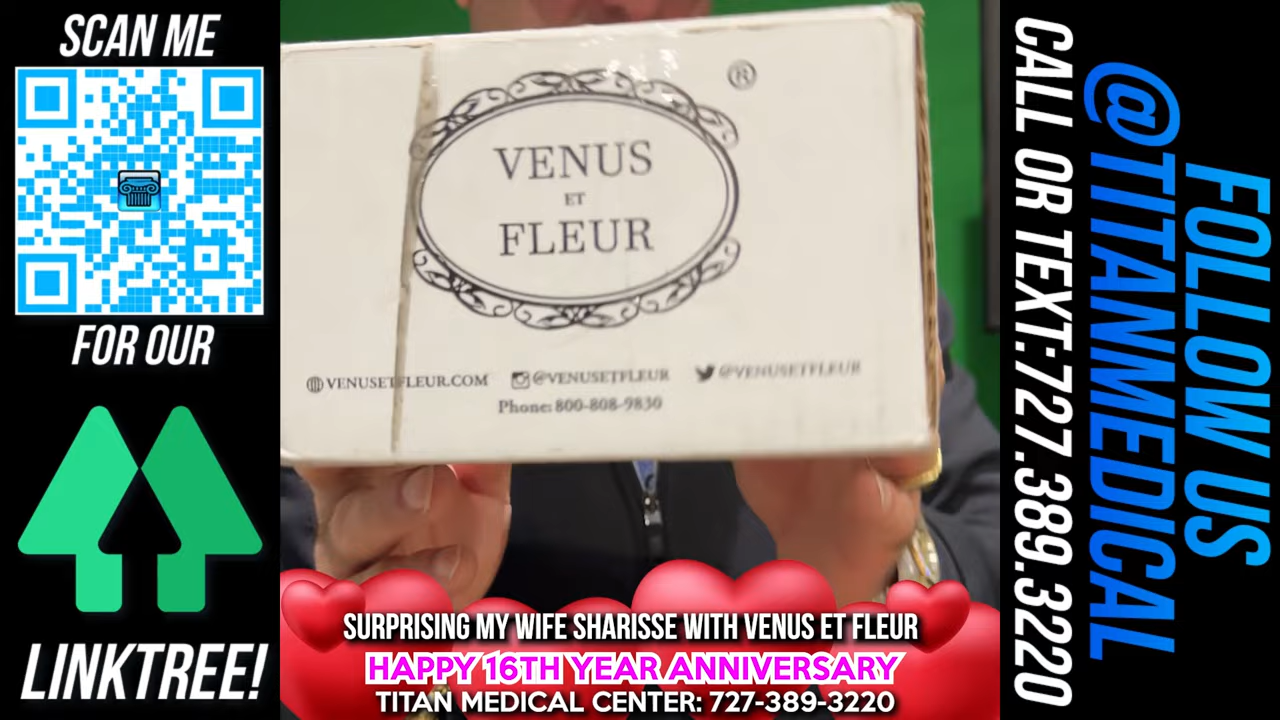 SCAN ME
FOR OUR
LINKTREE!
®
VENUS
ET
FLEUR
VENUSETFLEUR.COM @VENUSETFLEUR @VENUSETFLEUR
Phone: 800-808-9830
SURPRISING MY WIFE SHARISSE WITH VENUS ET FLEUR
HAPPY 16TH YEAR ANNIVERSARY
TITAN MEDICAL CENTER: 727-389-3220
FOLLOW US
@TITANMEDICAL
CALL OR TEXT:727.389.3220